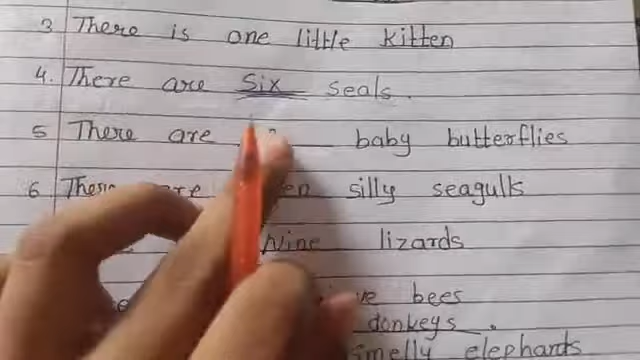 3 There is one little kitten
4. There are Six seals.
5 There are baby butterflies
6 silly seagulls
Nine lizards
bees
donkeys.
smelly elephants